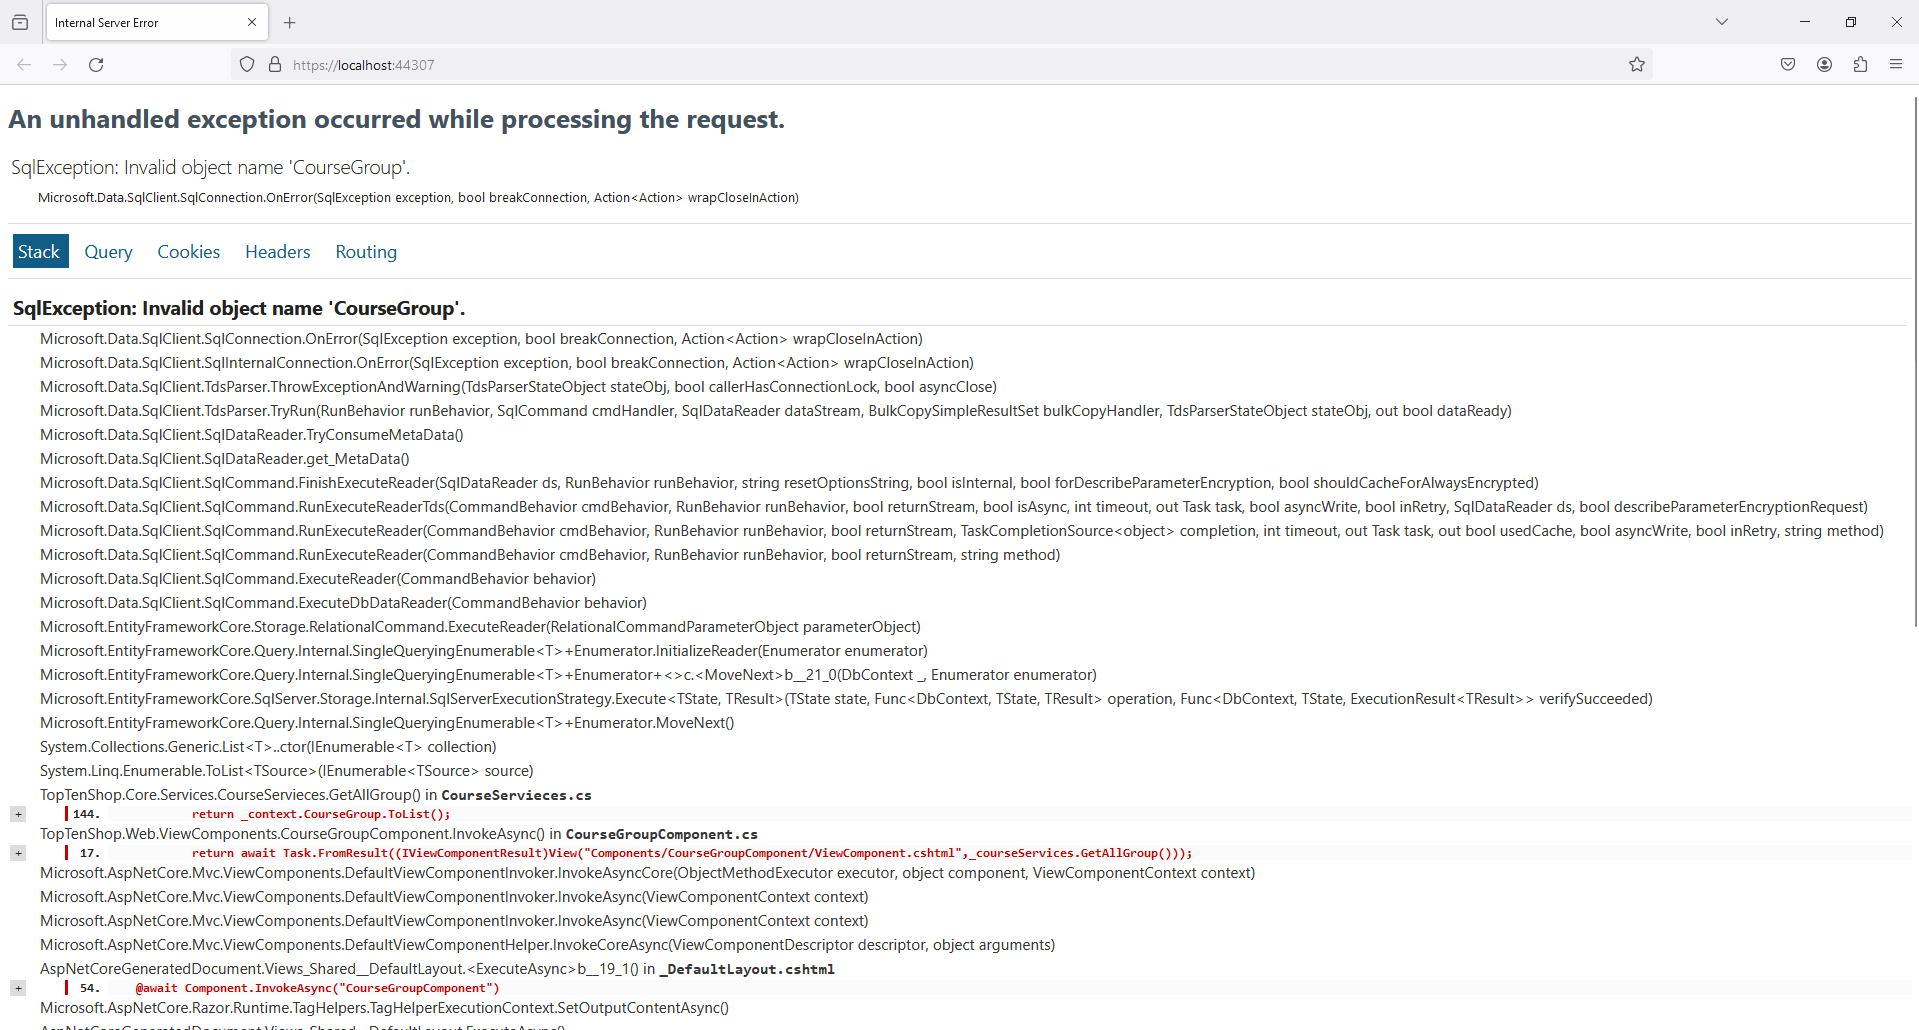 Internal Server Error
https://localhost:44307
An unhandled exception occurred while processing the request.
SqlException: Invalid object name 'CourseGroup'.
Microsoft.Data.SqlClient.SqlConnection.OnError(SqlException exception, bool breakConnection, Action<Action> wrapCloseInAction)
Stack Query Cookies Headers Routing
SqlException: Invalid object name 'CourseGroup'.
Microsoft.Data.SqlClient.SqlConnection.OnError(SqlException exception, bool breakConnection, Action<Action> wrapCloseInAction)
Microsoft.Data.SqlClient.SqlInternalConnection.OnError(SqlException exception, bool breakConnection, Action<Action> wrapCloseInAction)
Microsoft.Data.SqlClient.TdsParser.ThrowExceptionAndWarning(TdsParserStateObject stateObj, bool callerHasConnectionLock, bool asyncClose)
Microsoft.Data.SqlClient.TdsParser.TryRun(RunBehavior runBehavior, SqlCommand cmdHandler, SqlDataReader dataStream, BulkCopySimpleResultSet bulkCopyHandler, TdsParserStateObject stateObj, out bool dataReady)
Microsoft.Data.SqlClient.SqlDataReader.TryConsumeMetaData()
Microsoft.Data.SqlClient.SqlDataReader.get_MetaData()
Microsoft.Data.SqlClient.SqlCommand.FinishExecuteReader(SqlDataReader ds, RunBehavior runBehavior, string resetOptionsString, bool isInternal, bool forDescribeParameterEncryption, bool shouldCacheForAlwaysEncrypted)
Microsoft.Data.SqlClient.SqlCommand.RunExecuteReaderTds(CommandBehavior cmdBehavior, RunBehavior runBehavior, bool returnStream, bool isAsync, int timeout, out Task task, bool asyncWrite, bool inRetry, SqlDataReader ds, bool describeParameterEncryptionRequest)
Microsoft.Data.SqlClient.SqlCommand.RunExecuteReader(CommandBehavior cmdBehavior, RunBehavior runBehavior, bool returnStream, TaskCompletionSource<object> completion, int timeout, out Task task, out bool usedCache, bool asyncWrite, bool inRetry, string method)
Microsoft.Data.SqlClient.SqlCommand.RunExecuteReader(CommandBehavior cmdBehavior, RunBehavior runBehavior, bool returnStream, string method)
Microsoft.Data.SqlClient.SqlCommand.ExecuteReader(CommandBehavior behavior)
Microsoft.Data.SqlClient.SqlCommand.ExecuteDbDataReader(CommandBehavior behavior)
Microsoft.EntityFrameworkCore.Storage.RelationalCommand.ExecuteReader(RelationalCommandParameterObject parameterObject)
Microsoft.EntityFrameworkCore.Query.Internal.SingleQueryingEnumerable<T>+Enumerator.InitializeReader(Enumerator enumerator)
Microsoft.EntityFrameworkCore.Query.Internal.SingleQueryingEnumerable<T>+Enumerator+<>c.<MoveNext>b__21_0(DbContext _, Enumerator enumerator)
Microsoft.EntityFrameworkCore.SqlServer.Storage.Internal.SqlServerExecutionStrategy.Execute<TState, TResult>(TState state, Func<DbContext, TState, TResult> operation, Func<DbContext, TState, ExecutionResult<TResult>> verifySucceeded)
Microsoft.EntityFrameworkCore.Query.Internal.SingleQueryingEnumerable<T>+Enumerator.MoveNext()
System.Collections.Generic.List<T>..ctor(IEnumerable<T> collection)
System.Linq.Enumerable.ToList<TSource>(IEnumerable<TSource> source)
TopTenShop.Core.Services.CourseServieces.GetAllGroup() in CourseServieces.cs
+ 144. return _context.CourseGroup.ToList();
TopTenShop.Web.ViewComponents.CourseGroupComponent.InvokeAsync() in CourseGroupComponent.cs
+ 17. return await Task.FromResult((IViewComponentResult)View("Components/CourseGroupComponent/ViewComponent.cshtml",_courseServices.GetAllGroup()));
Microsoft.AspNetCore.Mvc.ViewComponents.DefaultViewComponentInvoker.InvokeAsyncCore(ObjectMethodExecutor executor, object component, ViewComponentContext context)
Microsoft.AspNetCore.Mvc.ViewComponents.DefaultViewComponentInvoker.InvokeAsync(ViewComponentContext context)
Microsoft.AspNetCore.Mvc.ViewComponents.DefaultViewComponentInvoker.InvokeAsync(ViewComponentContext context)
Microsoft.AspNetCore.Mvc.ViewComponents.DefaultViewComponentHelper.InvokeCoreAsync(ViewComponentDescriptor descriptor, object arguments)
AspNetCoreGeneratedDocument.Views_Shared__DefaultLayout.<ExecuteAsync>b__19_1() in _DefaultLayout.cshtml
+ 54. @await Component.InvokeAsync("CourseGroupComponent")
Microsoft.AspNetCore.Razor.Runtime.TagHelpers.TagHelperExecutionContext.SetOutputContentAsync()
AspNetCoreGeneratedDocument.Views_Shared__DefaultLayout.ExecuteAsync()